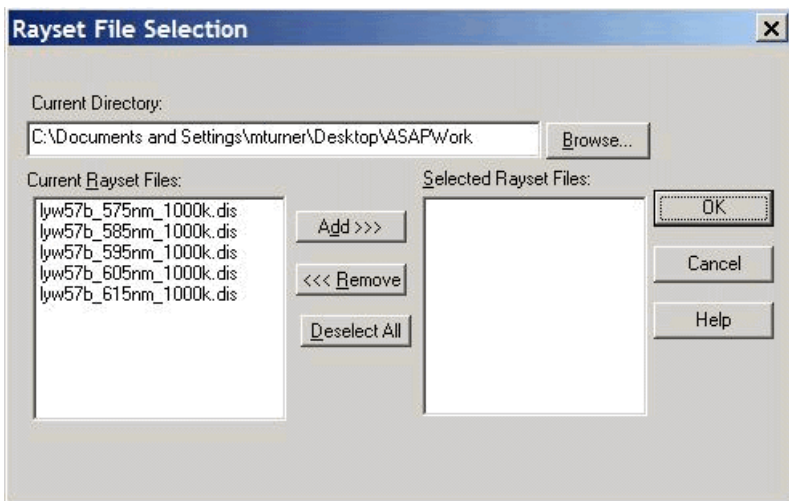 Rayset File Selection
Current Directory:
C:\Documents and Settings\mturner\Desktop\ASAPWork
Browse...
Current Rayset Files:
lyw57b_575nm_1000k.dis
lyw57b_585nm_1000k.dis
lyw57b_595nm_1000k.dis
lyw57b_605nm_1000k.dis
lyw57b_615nm_1000k.dis
Add >>>
<<< Remove
Deselect All
Selected Rayset Files:
OK
Cancel
Help